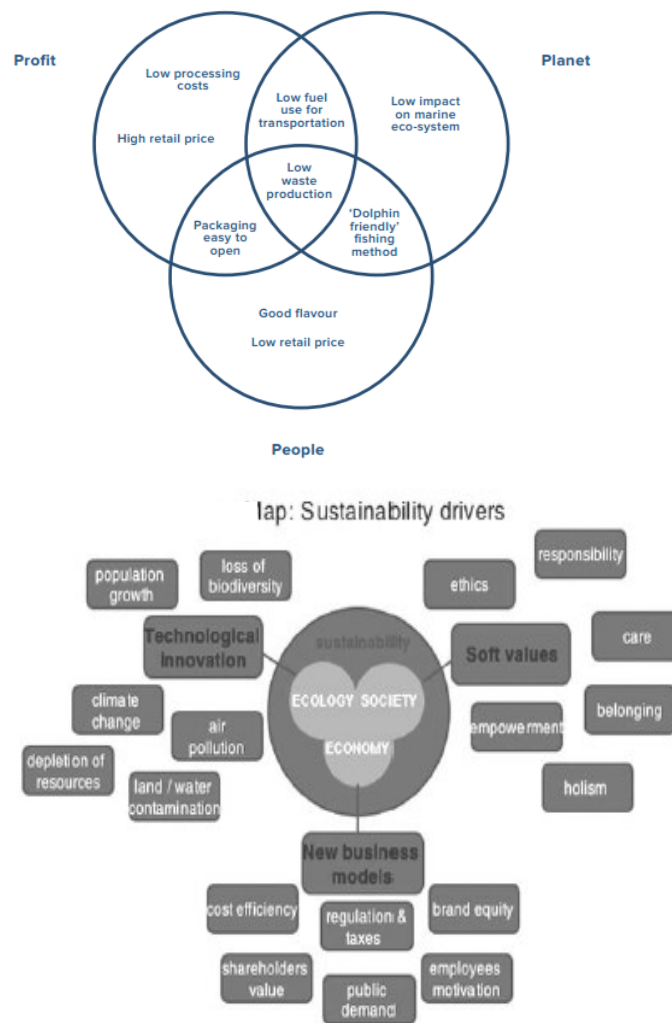 Profit
Planet
Low processing
costs
High retail price
Low fuel
use for
transportation
Low impact
on marine
eco-system
Low
waste
production
Packaging
easy to
open
'Dolphin
friendly'
fishing
method
Good flavour
Low retail price
People
lap: Sustainability drivers
population
growth
loss of
biodiversity
Technological
innovation
climate
change
air
pollution
depletion of
resources
land / water
contamination
sustainability
ECOLOGY
SOCIETY
ECONOMY
ethics
responsibility
Soft values
care
empowerment
belonging
holism
New business
models
cost efficiency
regulation &
taxes
brand equity
shareholders
value
public
demand
employees
motivation